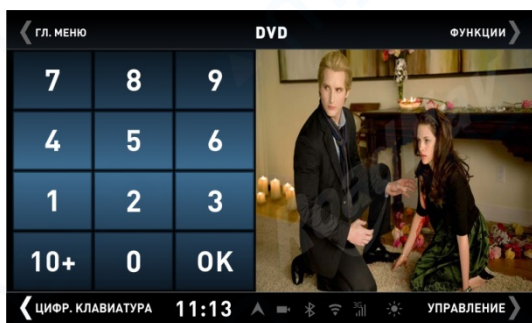 ГЛ. МЕНЮ DVD ФУНКЦИИ
7 8 9
4 5 6
1 2 3
10+ 0 OK
ЦИФР. КЛАВИАТУРА 11:13 3G УПРАВЛЕНИЕ